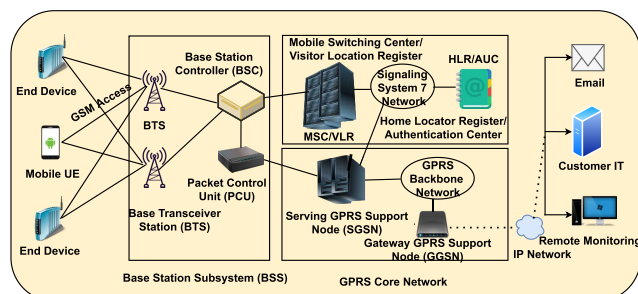 End Device
GSM Access
Mobile UE
End Device
Base Station
Controller (BSC)
BTS
Packet Control
Unit (PCU)
Base Transceiver
Station (BTS)
Base Station Subsystem (BSS)
Mobile Switching Center/
Visitor Location Register
MSC/VLR
Signaling
System 7
Network
HLR/AUC
Home Locator Register/
Authentication Center
GPRS
Backbone
Network
Serving GPRS Support
Node (SGSN)
Gateway GPRS Support
Node (GGSN)
GPRS Core Network
Email
Customer IT
Remote Monitoring
IP Network